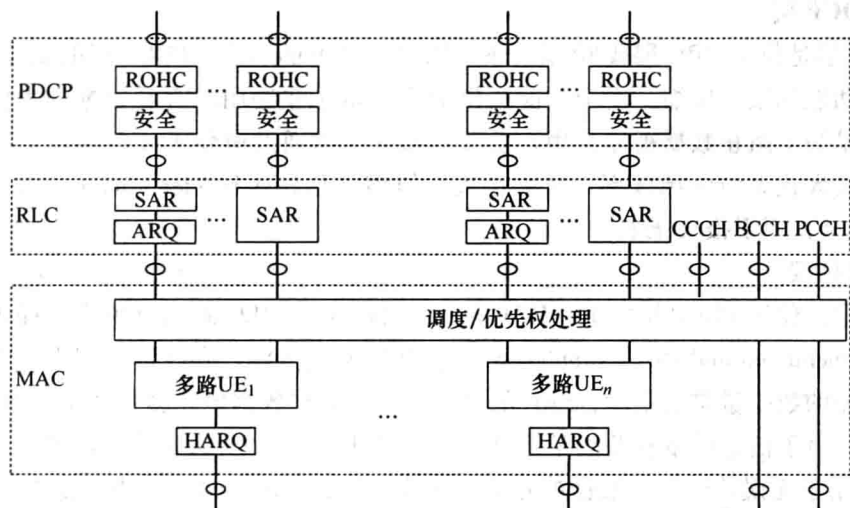 PDCP
ROHC ... ROHC ROHC ... ROHC
安全 安全 安全 安全
RLC
SAR ... SAR SAR ... SAR
ARQ ARQ
CCCH BCCH PCCH
MAC
调度/优先权处理
多路UE₁ ... 多路UEₙ
HARQ HARQ